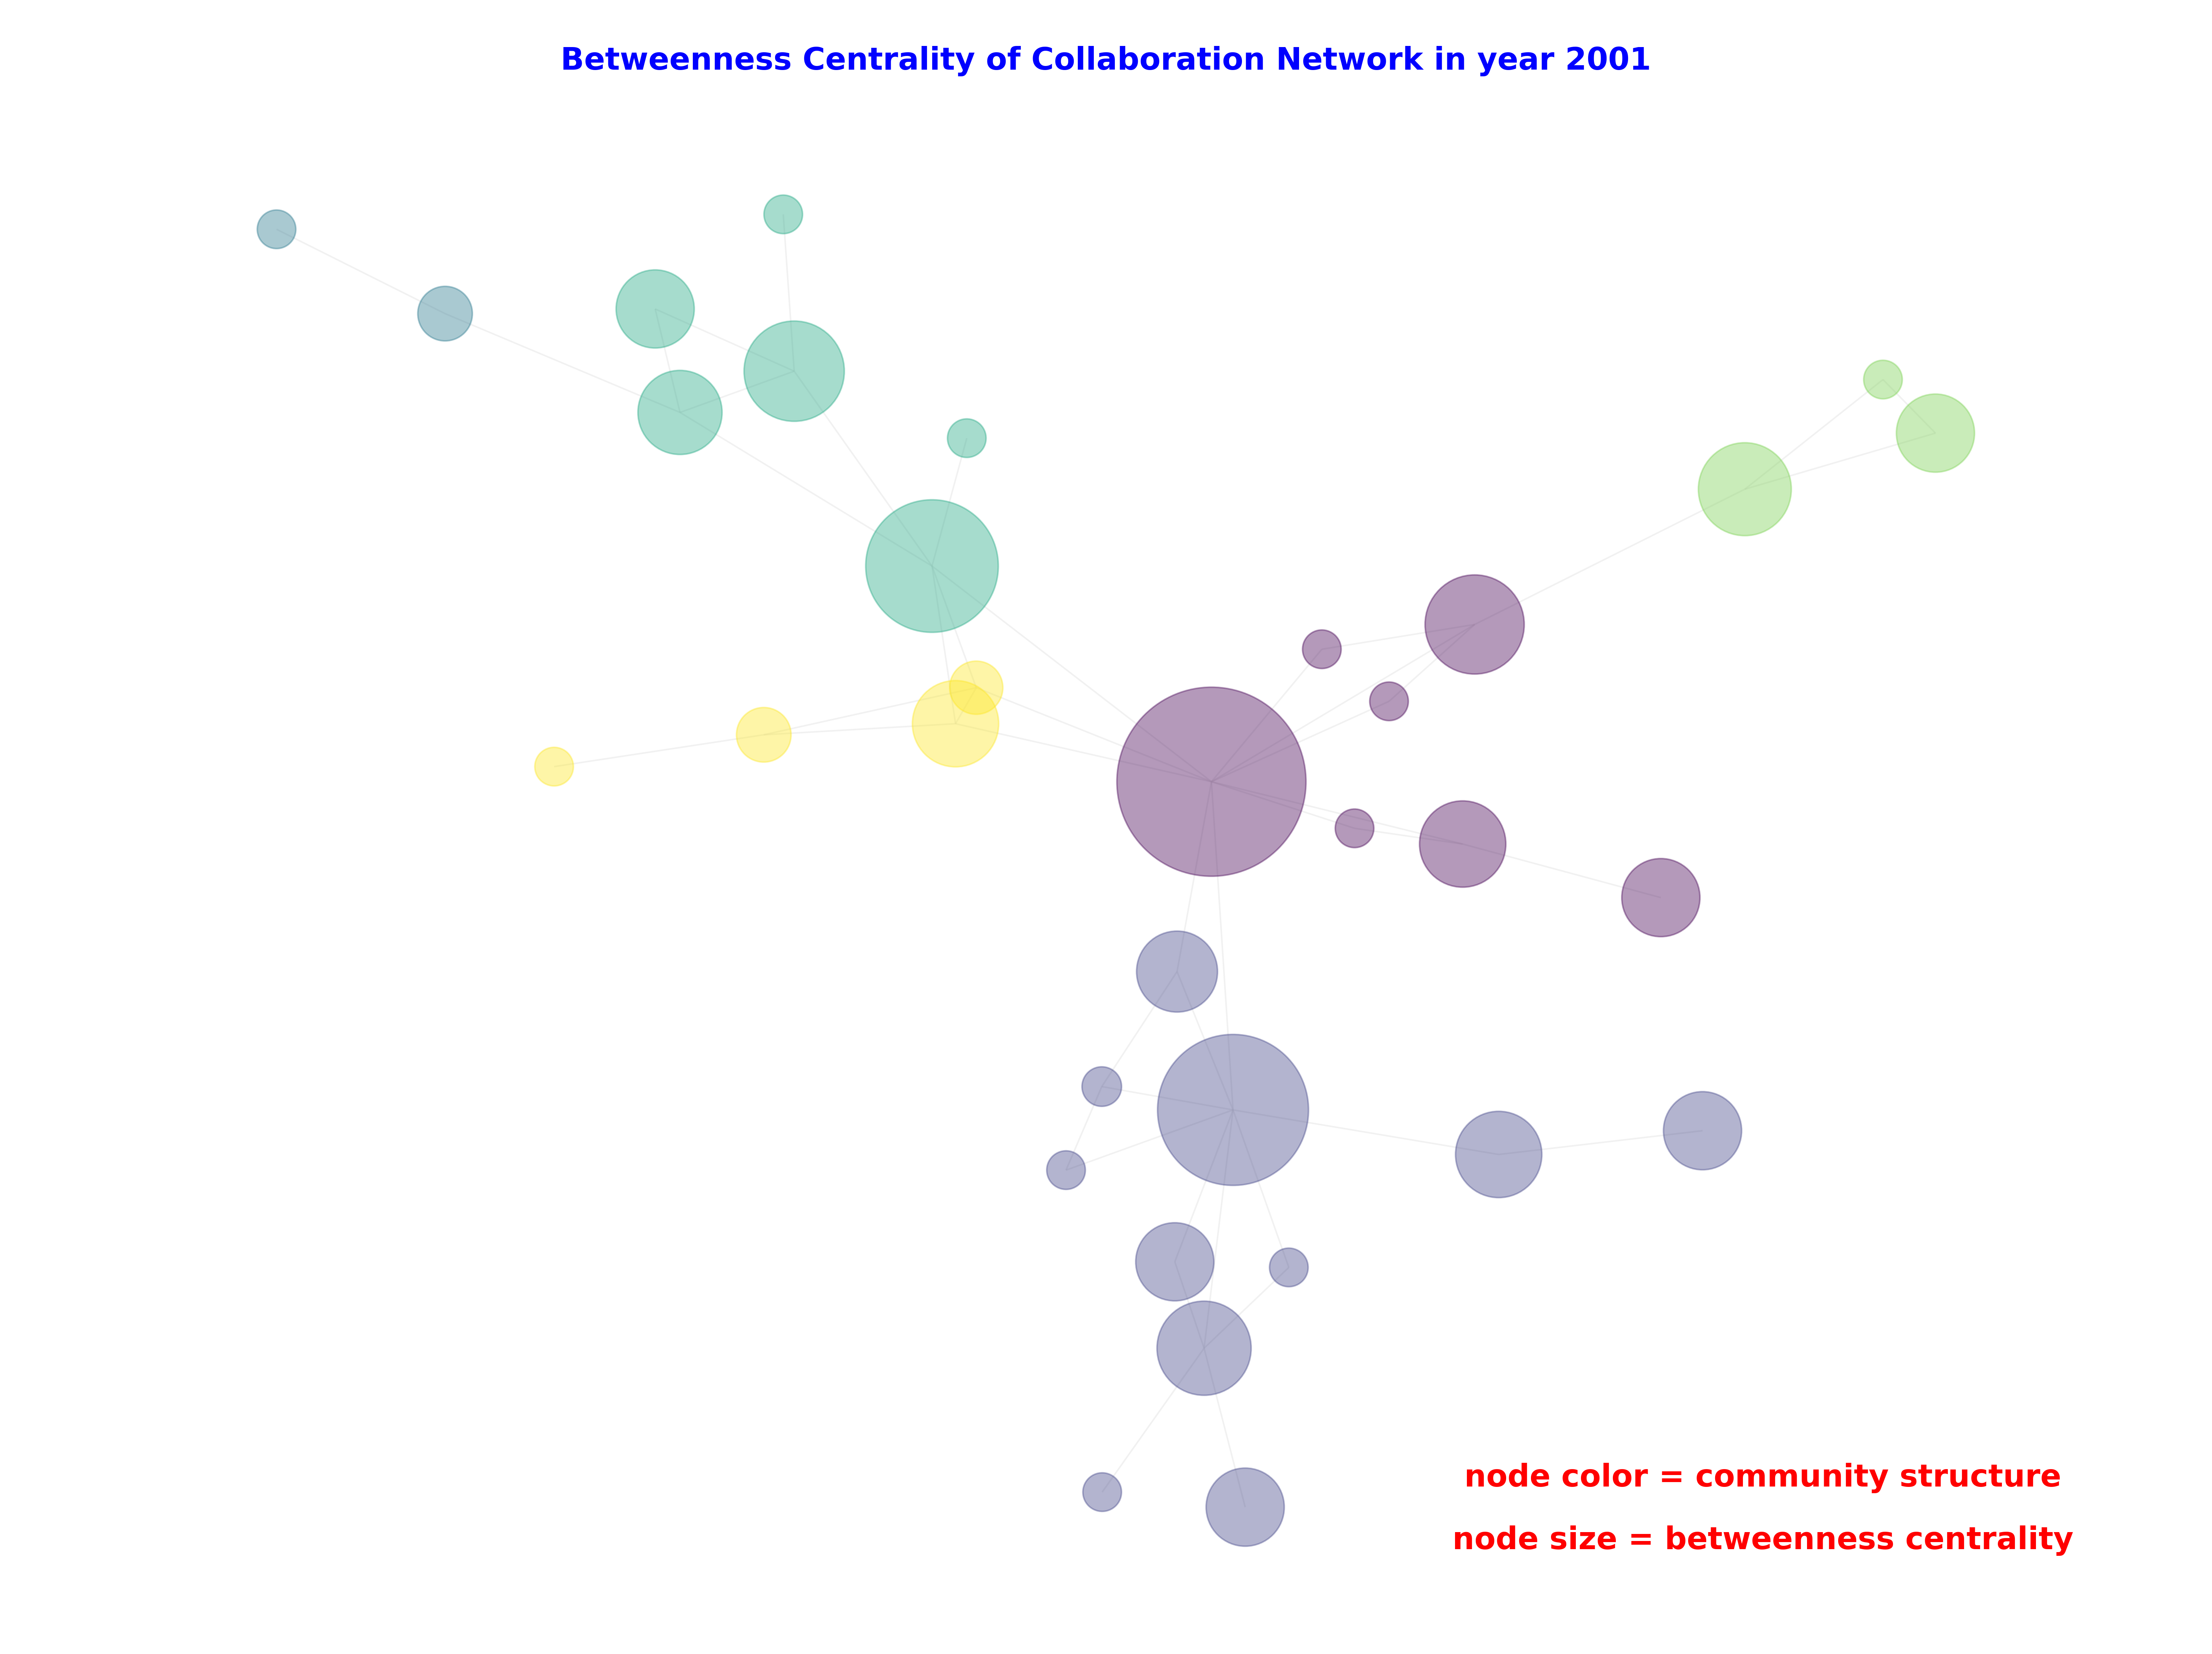 Betweenness Centrality of Collaboration Network in year 2001
node color = community structure
node size = betweenness centrality